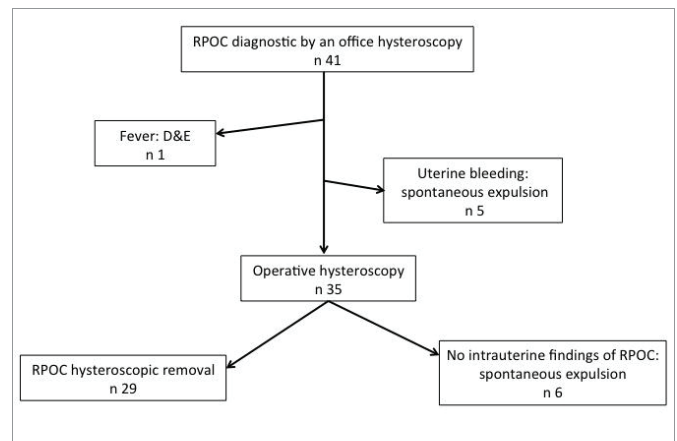 RPOC diagnostic by an office hysteroscopy
n 41
Fever: D&E
n 1
Uterine bleeding:
spontaneous expulsion
n 5
Operative hysteroscopy
n 35
RPOC hysteroscopic removal
n 29
No intrauterine findings of RPOC:
spontaneous expulsion
n 6